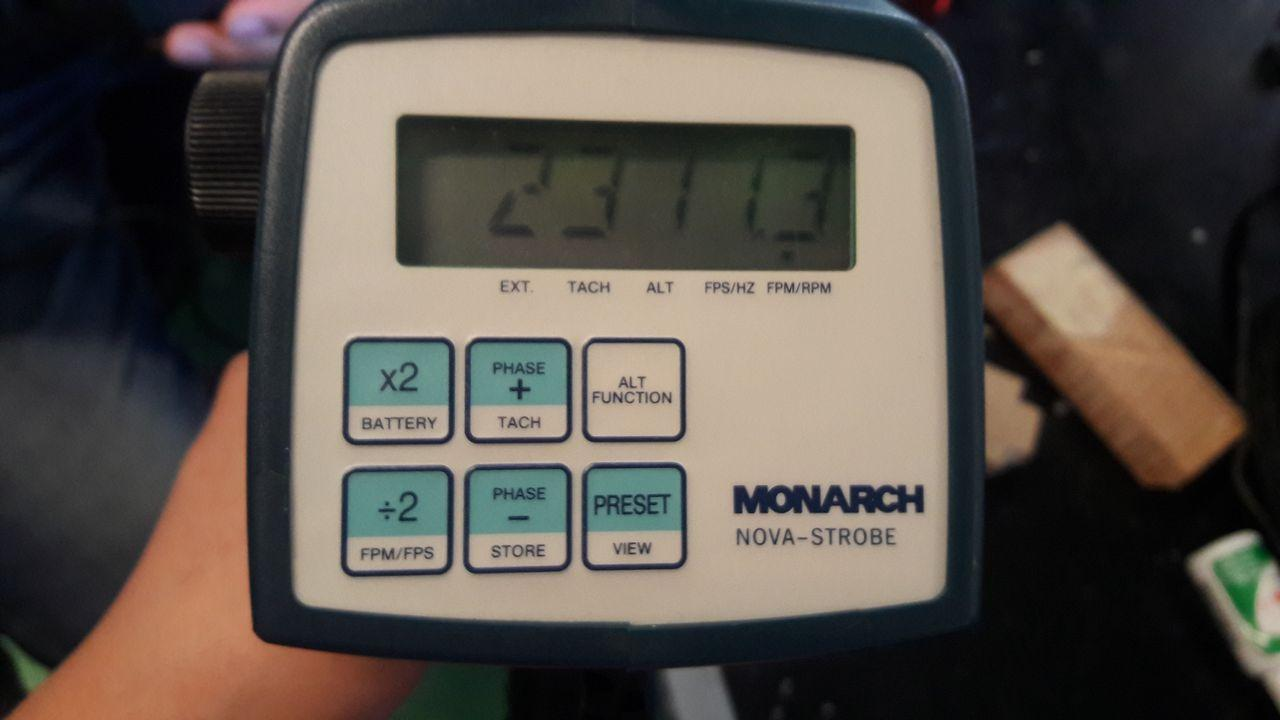 2311.3
EXT. TACH ALT FPS/HZ FPM/RPM
x2
BATTERY
PHASE
+
TACH
ALT
FUNCTION
÷2
FPM/FPS
PHASE
−
STORE
PRESET
VIEW
MONARCH
NOVA-STROBE